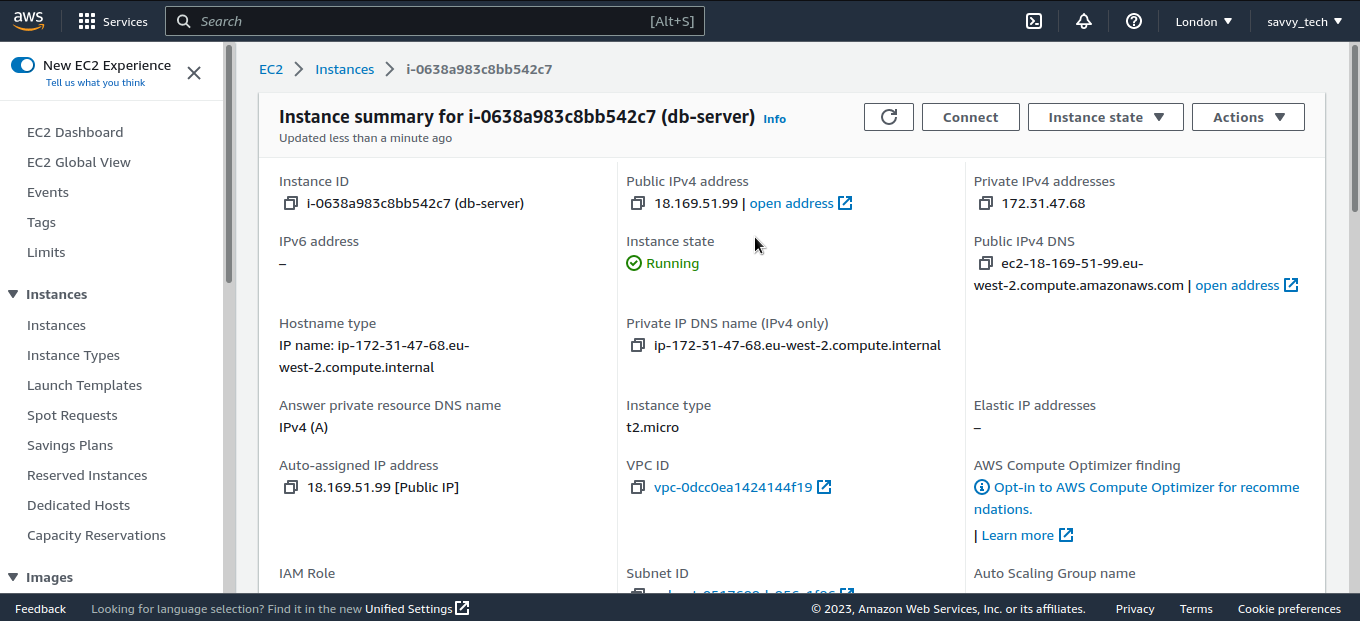 aws
Services
Search [Alt+S]
London
savvy_tech
New EC2 Experience
Tell us what you think
EC2 Dashboard
EC2 Global View
Events
Tags
Limits
Instances
Instances
Instance Types
Launch Templates
Spot Requests
Savings Plans
Reserved Instances
Dedicated Hosts
Capacity Reservations
Images
EC2 Instances i-0638a983c8bb542c7
Instance summary for i-0638a983c8bb542c7 (db-server) Info
Updated less than a minute ago
Connect
Instance state
Actions
Instance ID
i-0638a983c8bb542c7 (db-server)
Public IPv4 address
18.169.51.99 | open address
Private IPv4 addresses
172.31.47.68
IPv6 address
–
Instance state
Running
Public IPv4 DNS
ec2-18-169-51-99.eu-
west-2.compute.amazonaws.com | open address
Hostname type
IP name: ip-172-31-47-68.eu-
west-2.compute.internal
Private IP DNS name (IPv4 only)
ip-172-31-47-68.eu-west-2.compute.internal
Answer private resource DNS name
IPv4 (A)
Instance type
t2.micro
Elastic IP addresses
–
Auto-assigned IP address
18.169.51.99 [Public IP]
VPC ID
vpc-0dcc0ea1424144f19
AWS Compute Optimizer finding
Opt-in to AWS Compute Optimizer for recomme
ndations.
| Learn more
IAM Role
Subnet ID
Auto Scaling Group name
Feedback
Looking for language selection? Find it in the new Unified Settings
© 2023, Amazon Web Services, Inc. or its affiliates.
Privacy
Terms
Cookie preferences